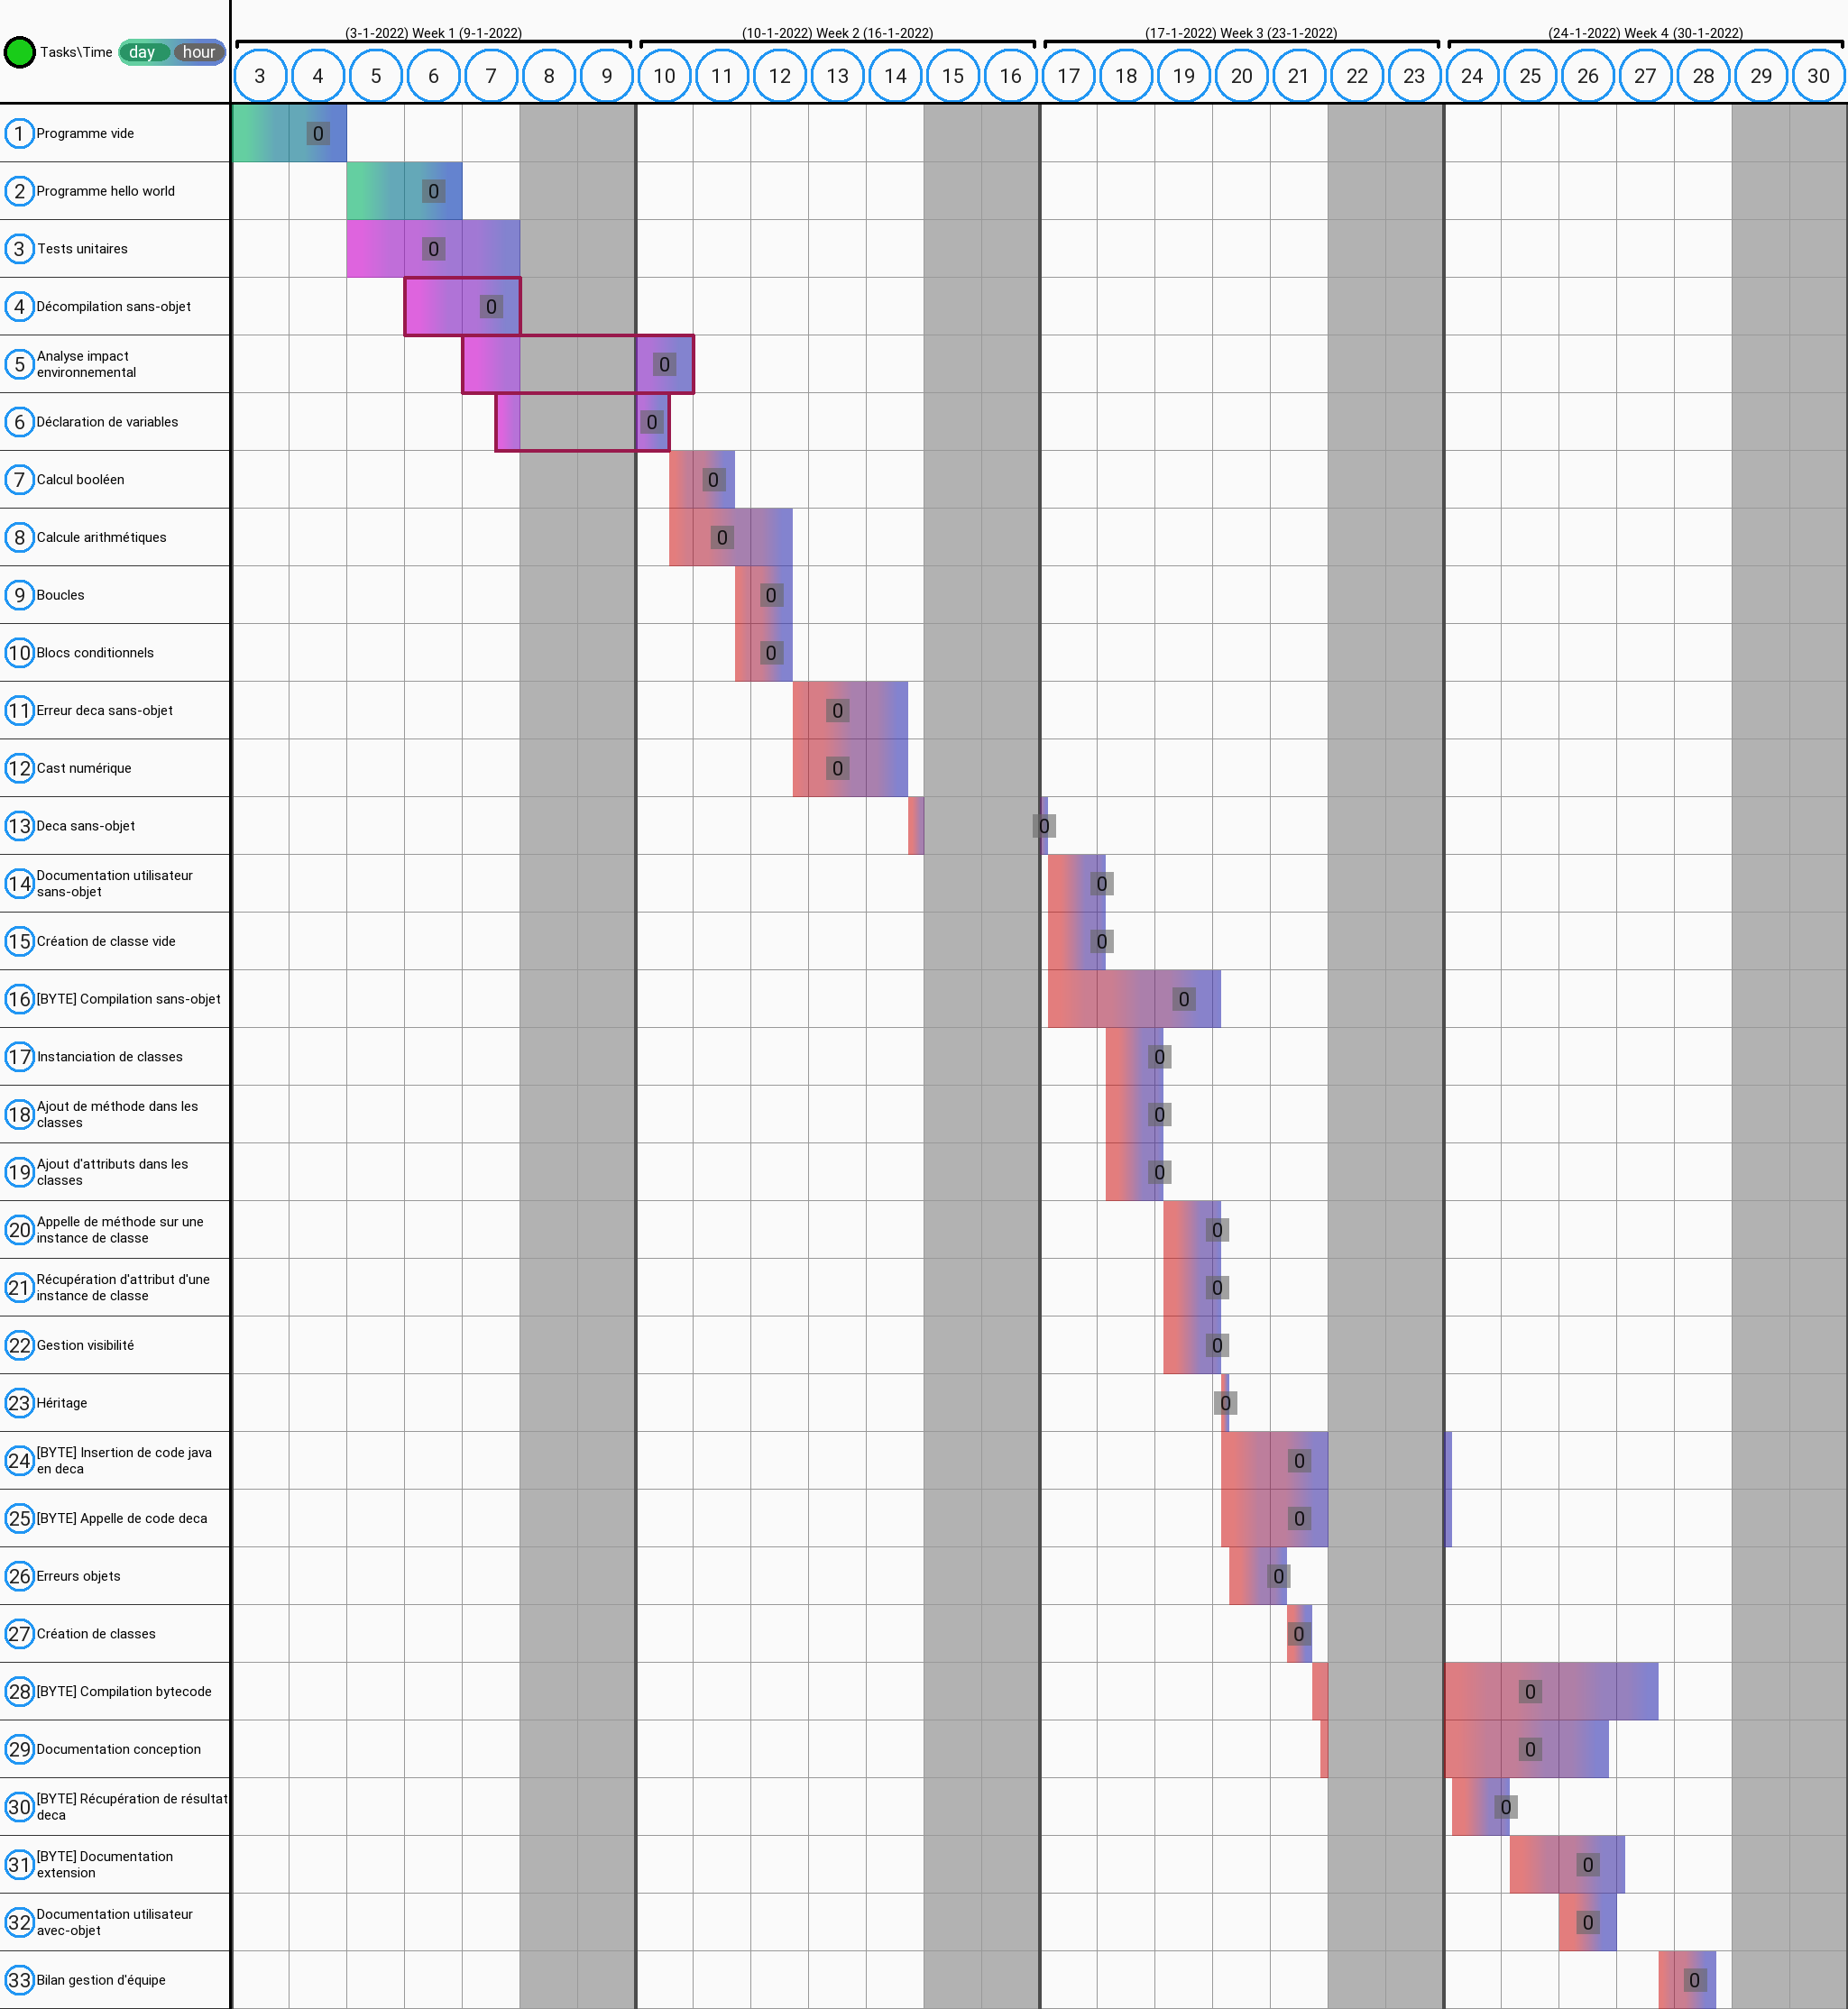 (3-1-2022) Week 1 (9-1-2022) (10-1-2022) Week 2 (16-1-2022) (17-1-2022) Week 3 (23-1-2022) (24-1-2022) Week 4 (30-1-2022)
Tasks\Time day hour
3 4 5 6 7 8 9 10 11 12 13 14 15 16 17 18 19 20 21 22 23 24 25 26 27 28 29 30
1 Programme vide 0
2 Programme hello world 0
3 Tests unitaires 0
4 Décompilation sans-objet 0
5 Analyse impact
environnemental 0
6 Déclaration de variables 0
7 Calcul booléen 0
8 Calcule arithmétiques 0
9 Boucles 0
10 Blocs conditionnels 0
11 Erreur deca sans-objet 0
12 Cast numérique 0
13 Deca sans-objet 0
14 Documentation utilisateur
sans-objet 0
15 Création de classe vide 0
16 [BYTE] Compilation sans-objet 0
17 Instanciation de classes 0
18 Ajout de méthode dans les
classes 0
19 Ajout d'attributs dans les
classes 0
20 Appelle de méthode sur une
instance de classe 0
21 Récupération d'attribut d'une
instance de classe 0
22 Gestion visibilité 0
23 Héritage 0
24 [BYTE] Insertion de code java
en deca 0
25 [BYTE] Appelle de code deca 0
26 Erreurs objets 0
27 Création de classes 0
28 [BYTE] Compilation bytecode 0
29 Documentation conception 0
30 [BYTE] Récupération de résultat
deca 0
31 [BYTE] Documentation
extension 0
32 Documentation utilisateur
avec-objet 0
33 Bilan gestion d'équipe 0